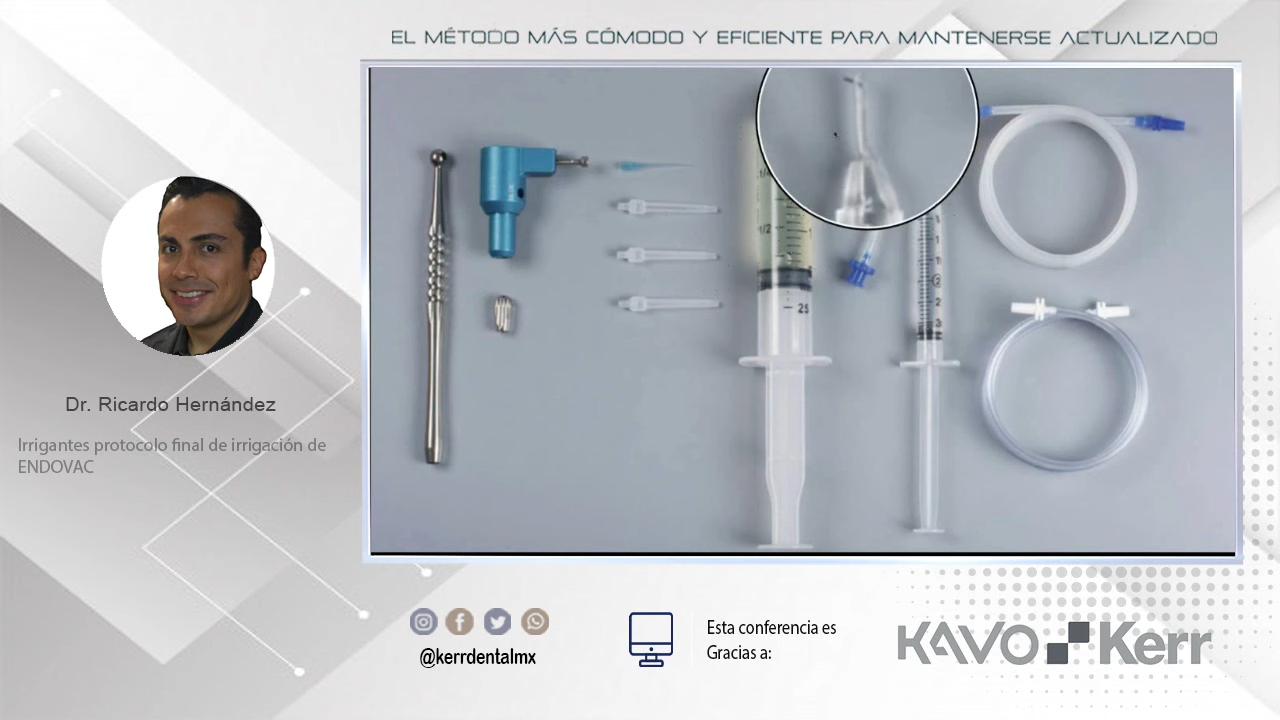 EL MÉTODO MÁS CÓMODO Y EFICIENTE PARA MANTENERSE ACTUALIZADO
Dr. Ricardo Hernández
Irrigantes protocolo final de irrigación de
ENDOVAC
25
@kerrdentalmx
Esta conferencia es
Gracias a:
KAVO Kerr